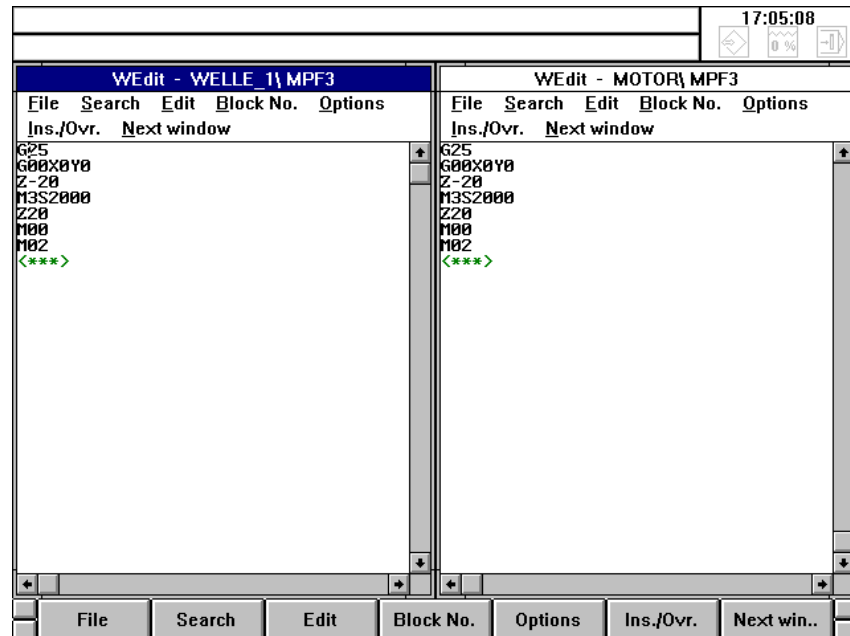 17:05:08
0 %
WEdit - WELLE_1\MPF3
File Search Edit Block No. Options
Ins./Ovr. Next window
G25
G00X0Y0
Z-20
M3S2000
Z20
M00
M02
<***>
WEdit - MOTOR\MPF3
File Search Edit Block No. Options
Ins./Ovr. Next window
G25
G00X0Y0
Z-20
M3S2000
Z20
M00
M02
<***>
File Search Edit Block No. Options Ins./Ovr. Next win..